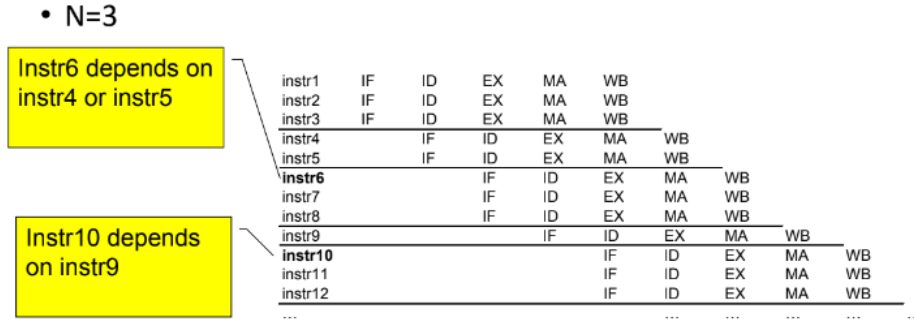 • N=3
Instr6 depends on
instr4 or instr5
instr1 IF ID EX MA WB
instr2 IF ID EX MA WB
instr3 IF ID EX MA WB
instr4 IF ID EX MA WB
instr5 IF ID EX MA WB
instr6 IF ID EX MA WB
instr7 IF ID EX MA WB
instr8 IF ID EX MA WB
Instr10 depends
on instr9
instr9 IF ID EX MA WB
instr10 IF ID EX MA WB
instr11 IF ID EX MA WB
instr12 IF ID EX MA WB
... ... ... ... ...